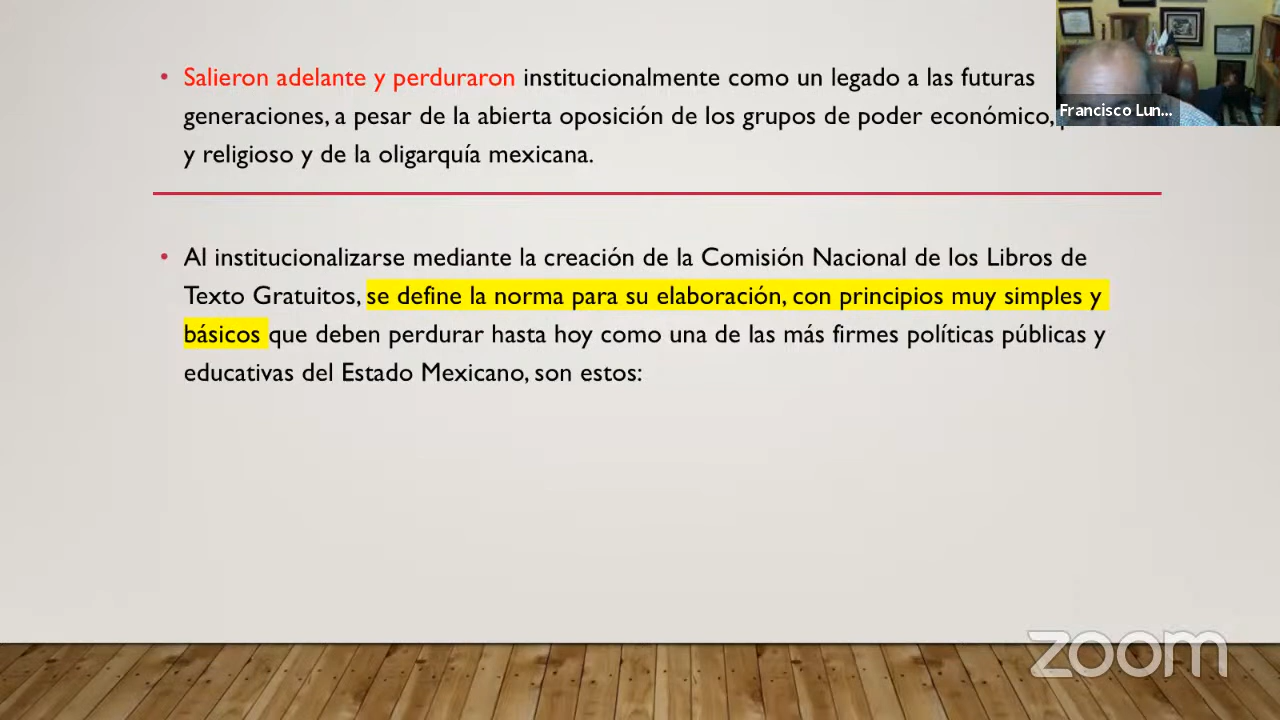 • Salieron adelante y perduraron institucionalmente como un legado a las futuras
generaciones, a pesar de la abierta oposición de los grupos de poder económico,
y religioso y de la oligarquía mexicana.
Francisco Lun...
• Al institucionalizarse mediante la creación de la Comisión Nacional de los Libros de
Texto Gratuitos, se define la norma para su elaboración, con principios muy simples y
básicos que deben perdurar hasta hoy como una de las más firmes políticas públicas y
educativas del Estado Mexicano, son estos:
zoom